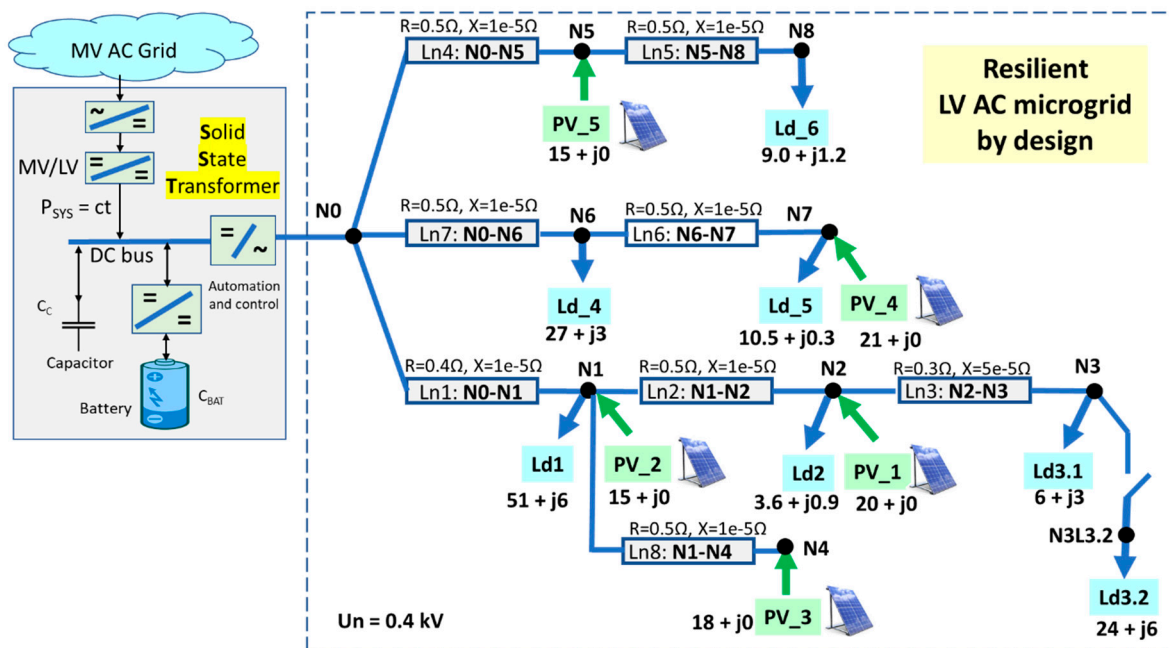 MV AC Grid
~
=
MV/LV
=
=
Solid
State
Transformer
P_SYS = ct
DC bus
=
~
Automation
and control
=
=
C_C
Capacitor
Battery
C_BAT
N0
R=0.5Ω, X=1e-5Ω
Ln4: N0-N5
N5
R=0.5Ω, X=1e-5Ω
Ln5: N5-N8
N8
PV_5
15 + j0
Ld_6
9.0 + j1.2
Resilient
LV AC microgrid
by design
R=0.5Ω, X=1e-5Ω
Ln7: N0-N6
N6
R=0.5Ω, X=1e-5Ω
Ln6: N6-N7
N7
Ld_4
27 + j3
Ld_5
10.5 + j0.3
PV_4
21 + j0
R=0.4Ω, X=1e-5Ω
Ln1: N0-N1
N1
R=0.5Ω, X=1e-5Ω
Ln2: N1-N2
N2
R=0.3Ω, X=5e-5Ω
Ln3: N2-N3
N3
Ld1
51 + j6
PV_2
15 + j0
Ld2
3.6 + j0.9
PV_1
20 + j0
Ld3.1
6 + j3
R=0.5Ω, X=1e-5Ω
Ln8: N1-N4
N4
N3L3.2
Un = 0.4 kV
18 + j0
PV_3
Ld3.2
24 + j6